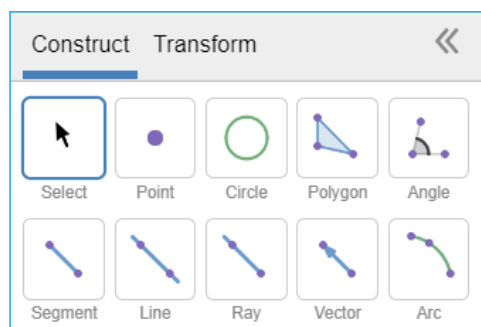 Construct Transform
Select Point Circle Polygon Angle
Segment Line Ray Vector Arc